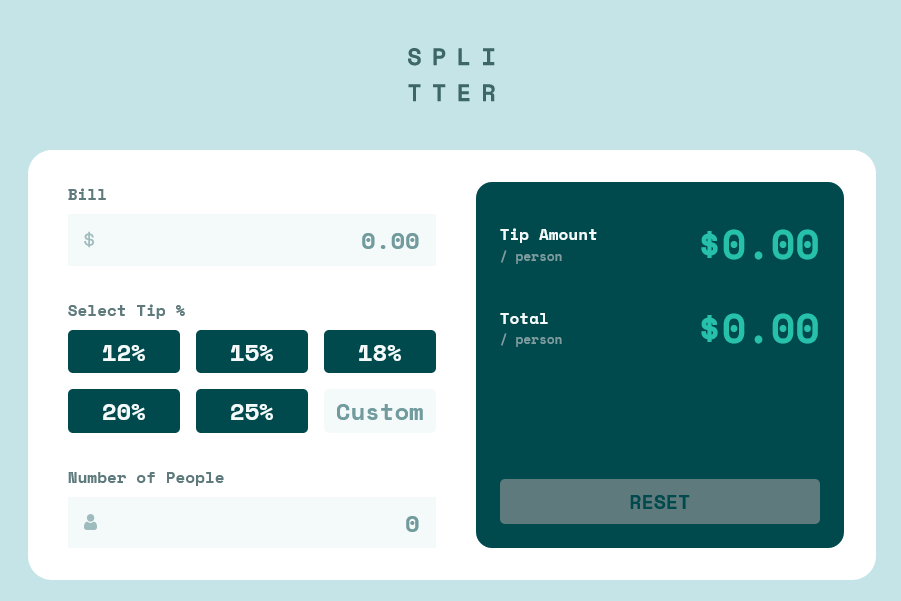 SPLI
TTER
Bill
$ 0.00
Select Tip %
12% 15% 18%
20% 25% Custom
Number of People
0
Tip Amount
/ person
$0.00
Total
/ person
$0.00
RESET